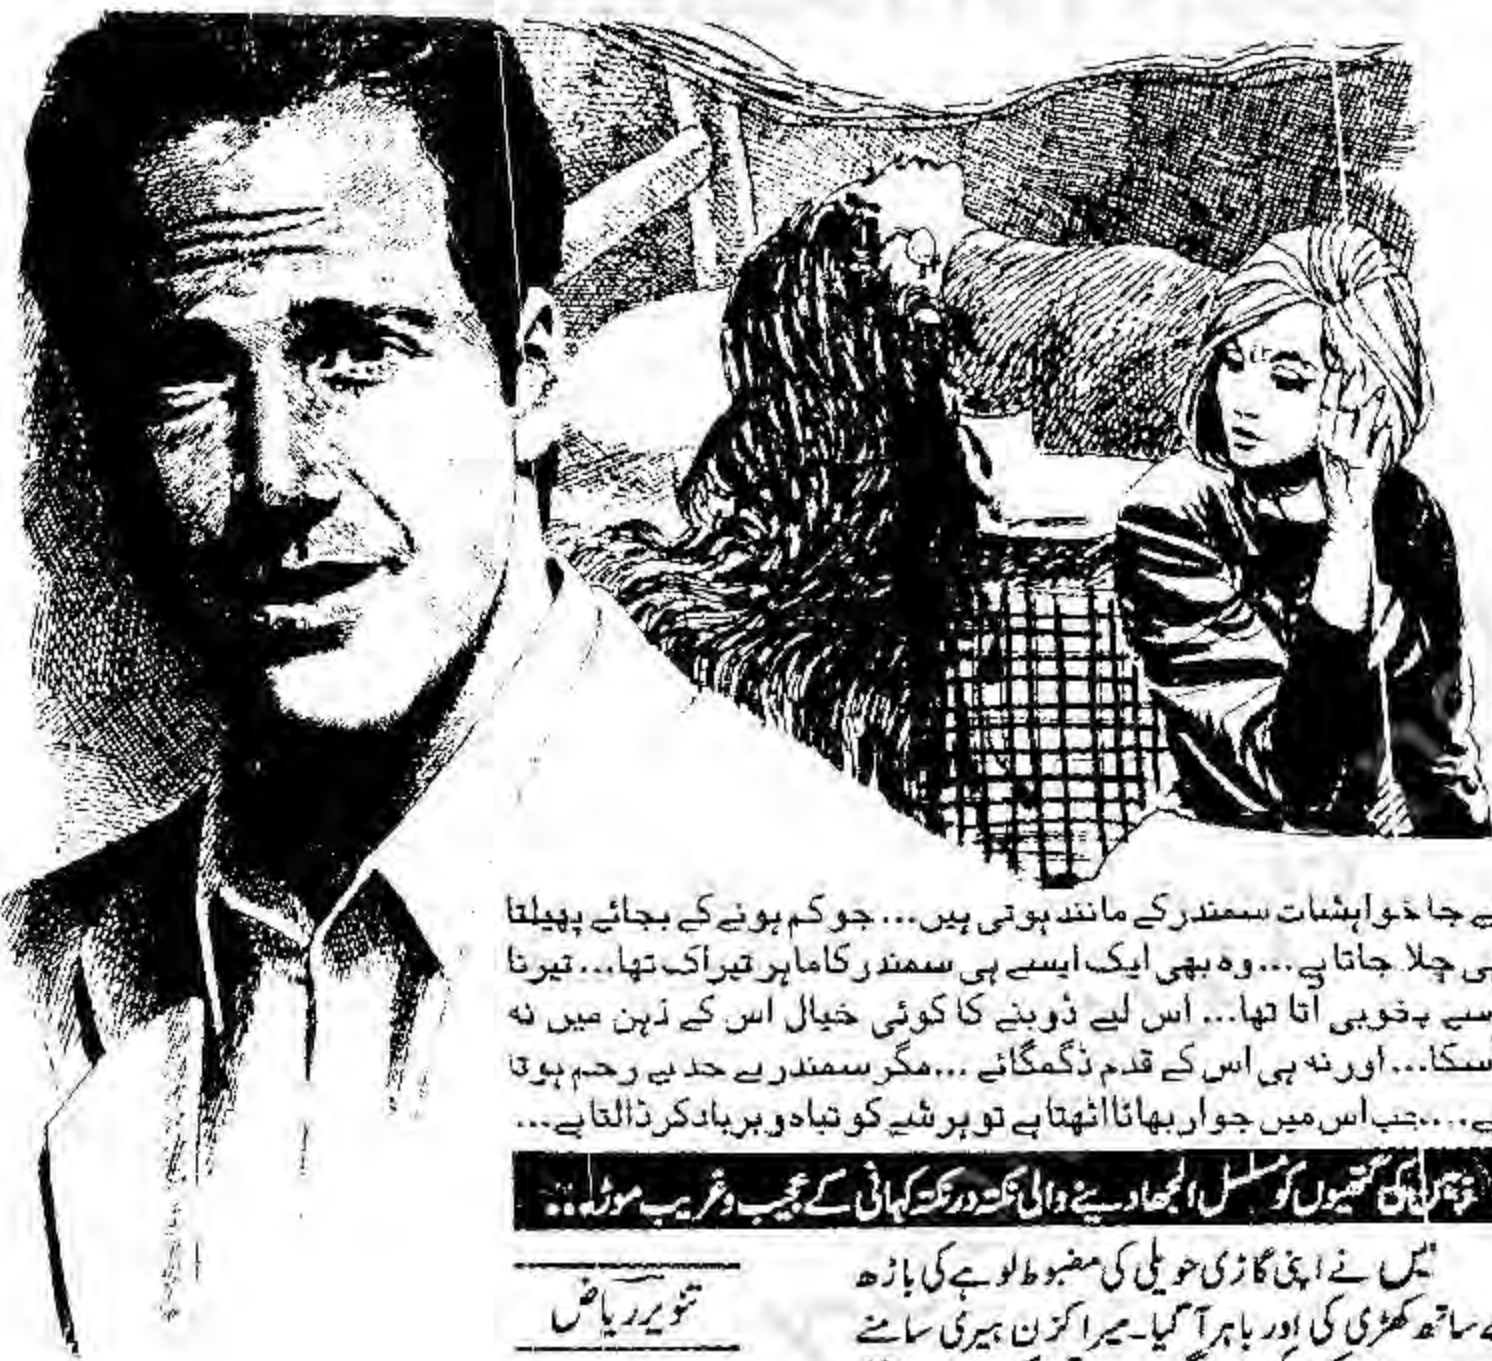 بے جا خواہشات سمندر کے مانند ہوتی ہیں... جو کم ہونے کے بجائے پھیلتا
ہی چلا جاتا ہے... وہ بھی ایک ایسے ہی سمندر کا ماہر تیراک تھا... تیرنا
اسے بخوبی آتا تھا... اس لیے ڈوبنے کا کوئی خیال اس کے ذہن میں نہ
آسکا... اور نہ ہی اس کے قدم ڈگمگائے... مگر سمندر بے حد بے رحم ہوتا
ہے.... جب اس میں جوار بھاٹا اٹھتا ہے تو ہر شے کو تباہ و برباد کر ڈالتا ہے...
کی گتھیوں کو مسلسل الجھا دینے والی نکتہ در نکتہ کہانی کے عجیب و غریب موڑ...
تنویر ریاض
میں نے اپنی گاڑی حویلی کی مضبوط لوہے کی باڑھ
کے ساتھ کھڑی کی اور باہر آ گیا۔ میرا کزن ہیری سامنے